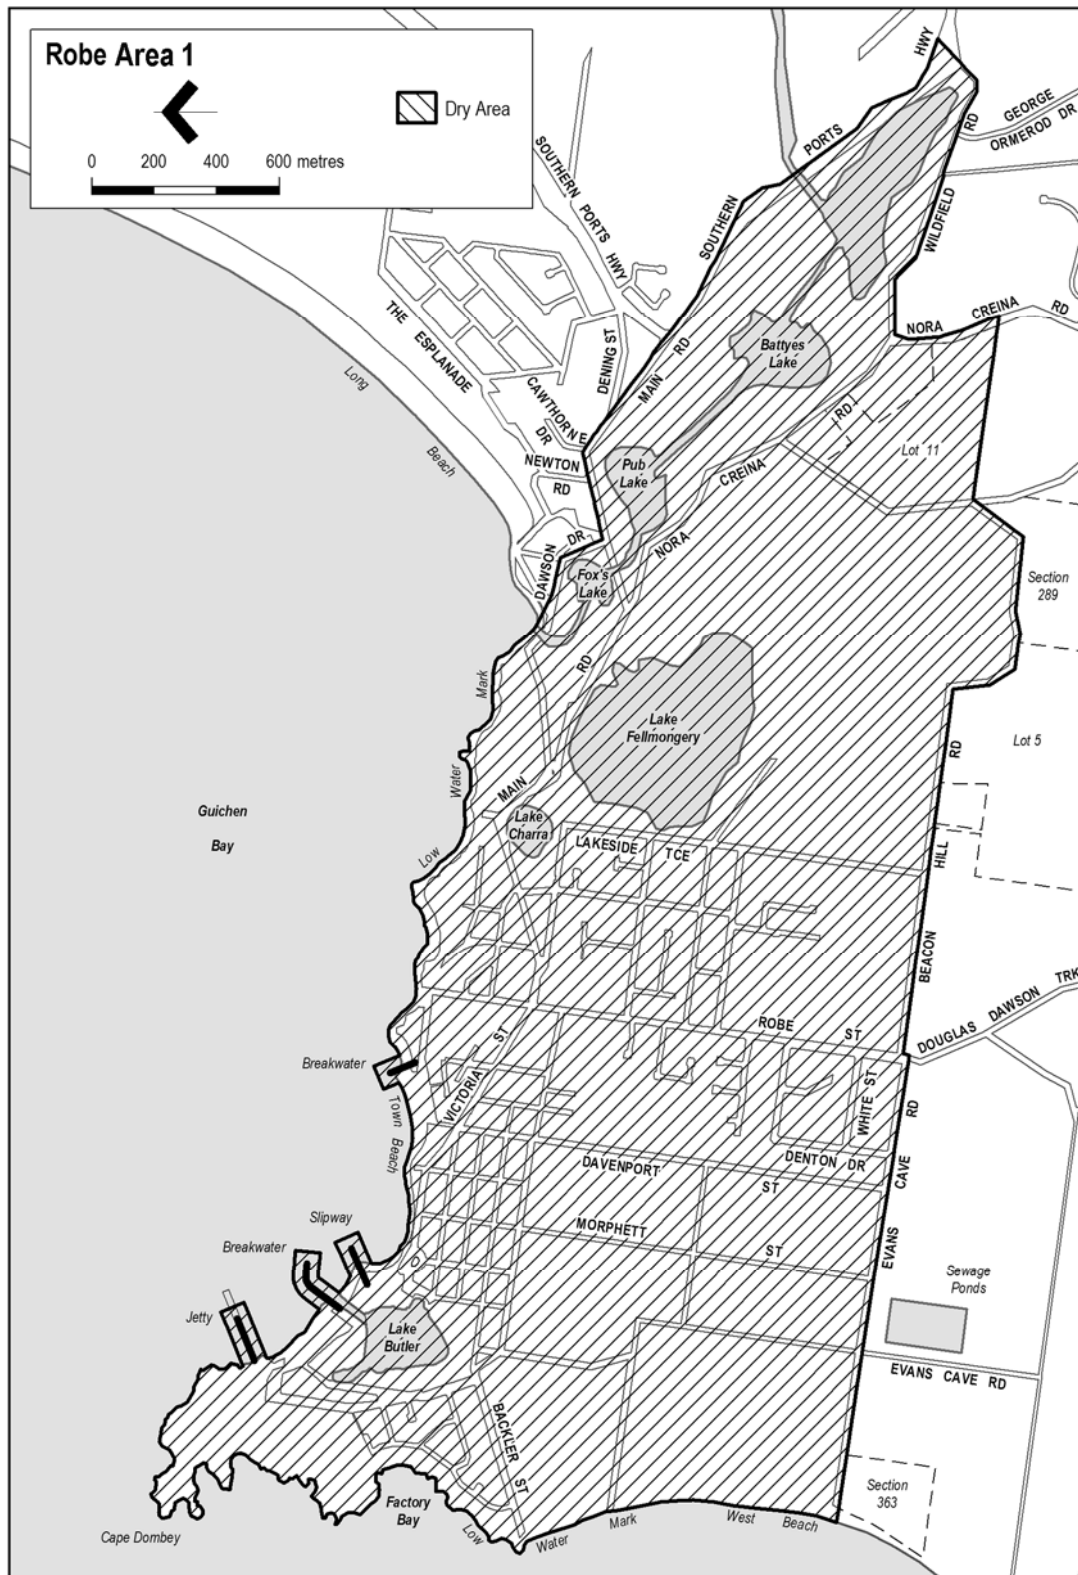 Robe Area 1
Dry Area
0 200 400 600 metres
HWY
PORTS
SOUTHERN
GEORGE
ORMEROD DR
RD
WILDFIELD
SOUTHERN PORTS HWY
THE ESPLANADE
DENING ST
CAWTHORNE
DR
NEWTON
RD
MAIN RD
Long
Beach
Battyes
Lake
NORA CREINA RD
Lot 11
Pub
Lake
NORA CREINA RD
DAWSON DR
Fox's
Lake
Section
289
Mark
RD
Lake
Fellmongery
Lot 5
Water
MAIN
Guichen
Bay
Lake
Charra
Low
LAKESIDE TCE
BEACON HILL RD
DOUGLAS DAWSON TRK
ROBE ST
Breakwater
VICTORIA ST
WHITE ST
Town Beach
DENTON DR
DAVENPORT ST
MORPHETT ST
EVANS CAVE RD
Slipway
Breakwater
Jetty
Sewage
Ponds
Lake
Butler
EVANS CAVE RD
BACKLER ST
Section
363
Factory
Bay
Cape Dombey
Low Water Mark
West Beach